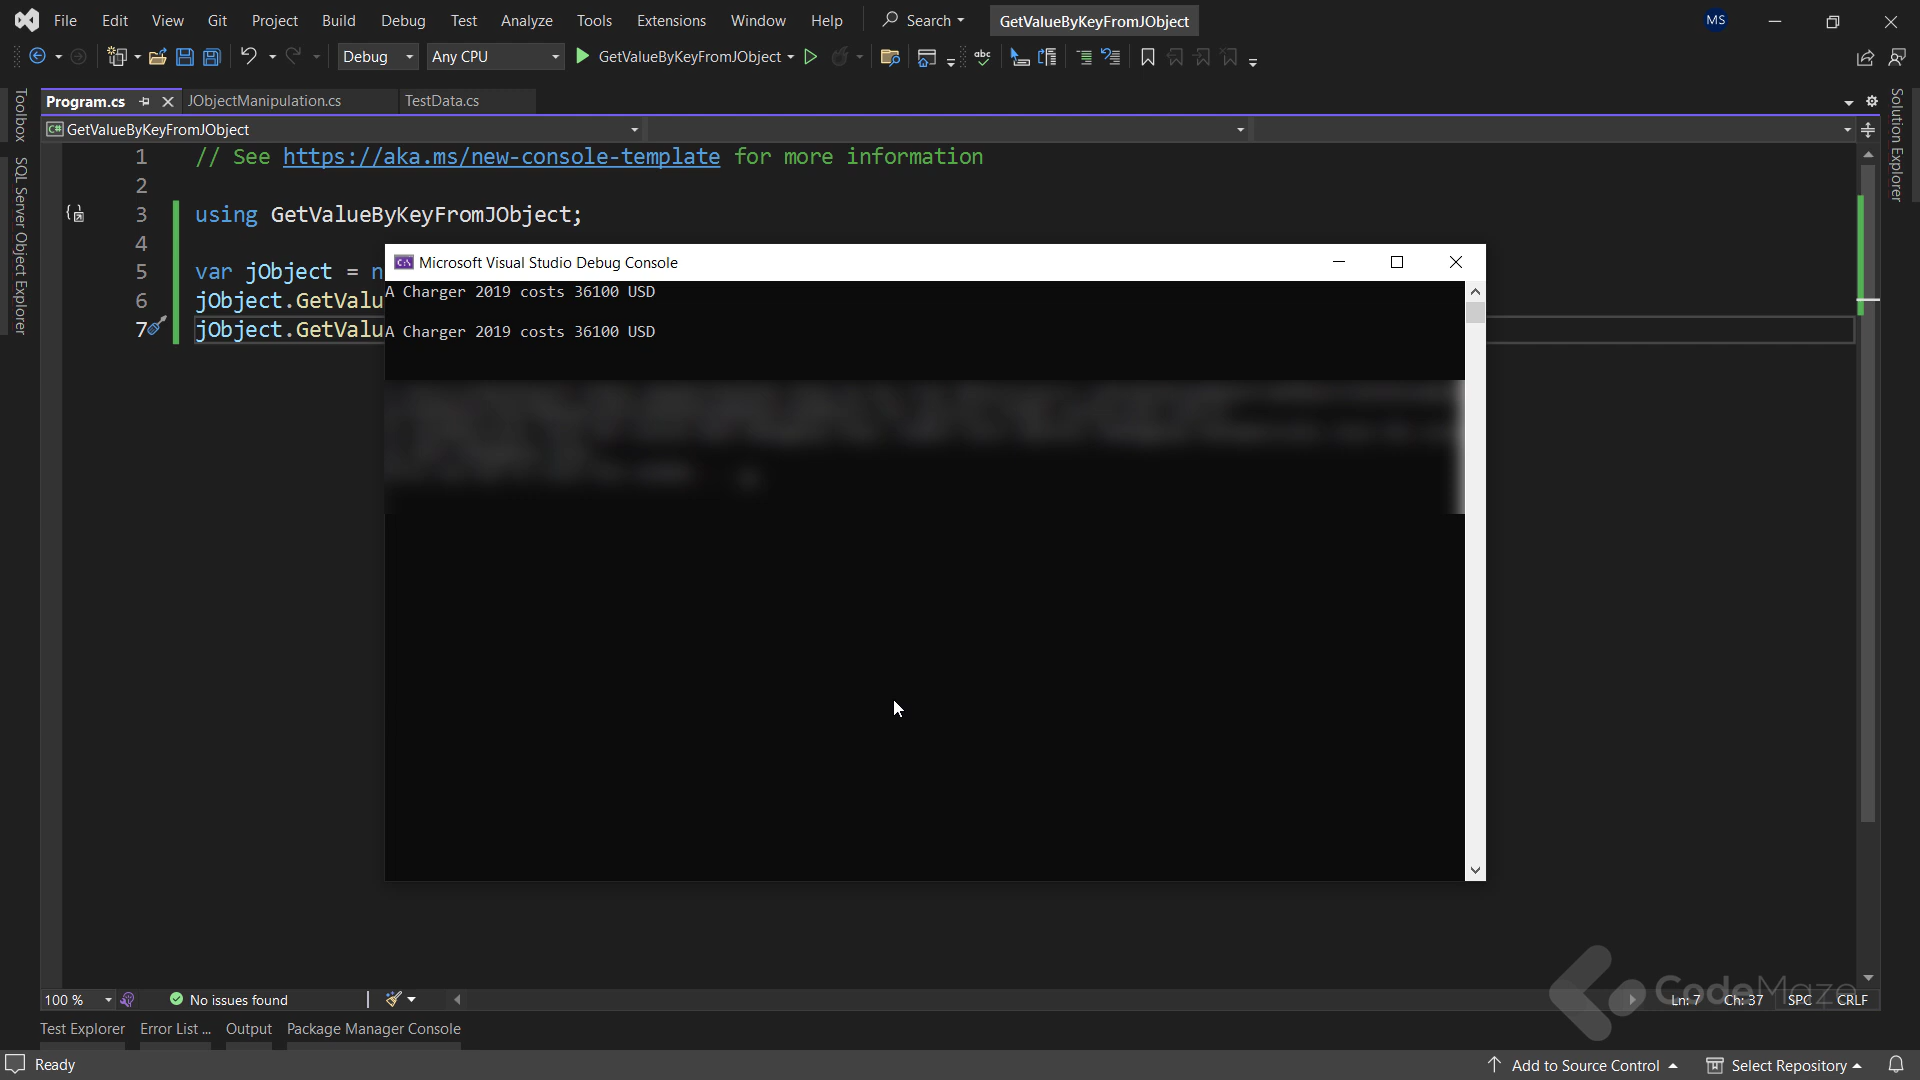 File Edit View Git Project Build Debug Test Analyze Tools Extensions Window Help Search GetValueByKeyFromJObject MS
Debug Any CPU GetValueByKeyFromJObject
Program.cs JObjectManipulation.cs TestData.cs
Toolbox
SQL Server Object Explorer
Solution Explorer
C# GetValueByKeyFromJObject
1 // See https://aka.ms/new-console-template for more information
2
3 using GetValueByKeyFromJObject;
4
5 var jObject = n
6 jObject.GetValu
7 jObject.GetValu
Microsoft Visual Studio Debug Console
A Charger 2019 costs 36100 USD
A Charger 2019 costs 36100 USD
100 % No issues found Ln: 7 Ch: 37 SPC CRLF
CodeMaze
Test Explorer Error List ... Output Package Manager Console
Ready Add to Source Control Select Repository